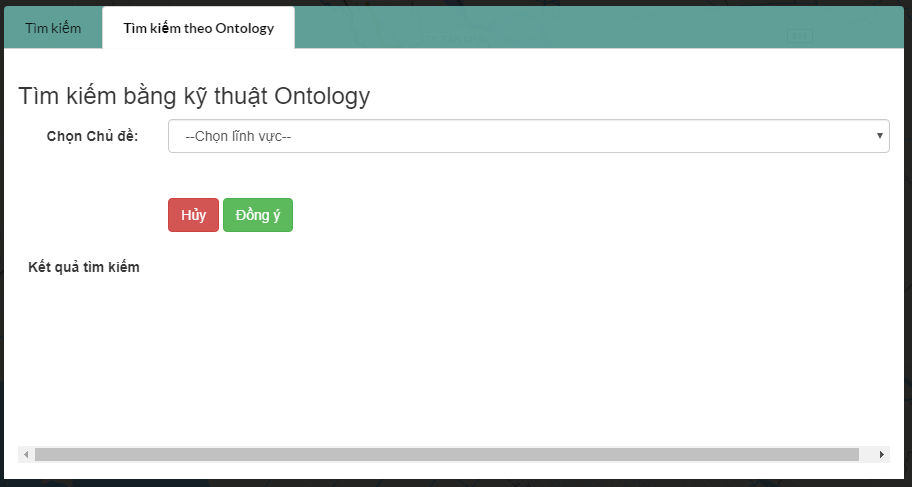 Tìm kiếm
Tìm kiếm theo Ontology
Tìm kiếm bằng kỹ thuật Ontology
Chọn Chủ đề:
--Chọn lĩnh vực--
Hủy
Đồng ý
Kết quả tìm kiếm